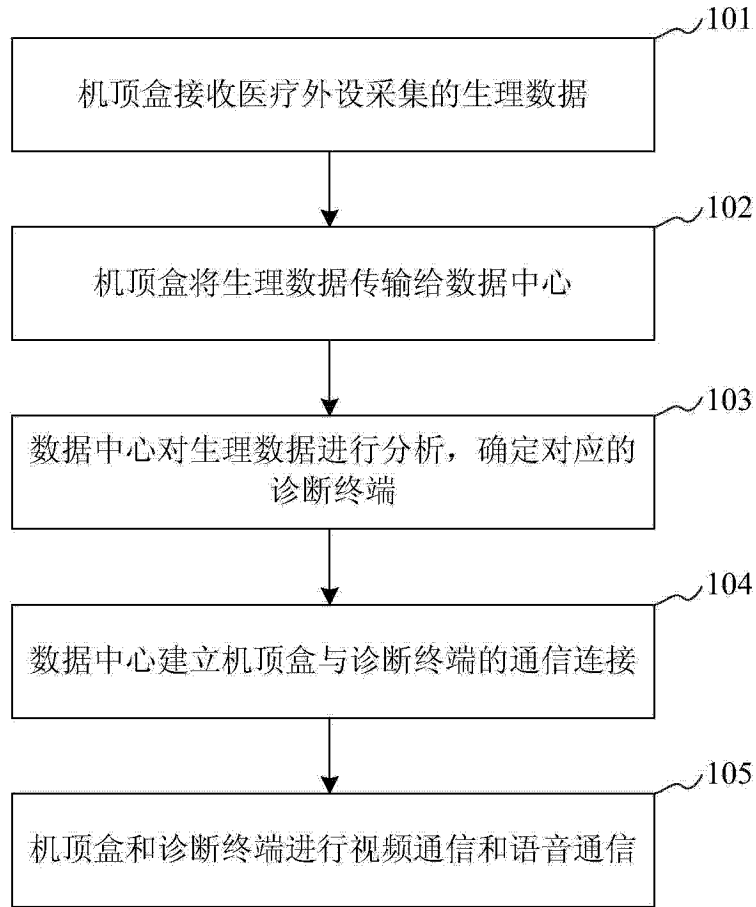 101
机顶盒接收医疗外设采集的生理数据
102
机顶盒将生理数据传输给数据中心
103
数据中心对生理数据进行分析，确定对应的
诊断终端
104
数据中心建立机顶盒与诊断终端的通信连接
105
机顶盒和诊断终端进行视频通信和语音通信